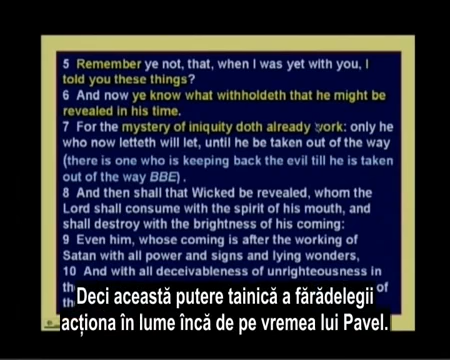 5 Remember ye not, that, when I was yet with you, I
told you these things?
6 And now ye know what withholdeth that he might be
revealed in his time.
7 For the mystery of iniquity doth already work: only he
who now letteth will let, until he be taken out of the way
(there is one who is keeping back the evil till he is taken
out of the way BBE).
8 And then shall that Wicked be revealed, whom the
Lord shall consume with the spirit of his mouth, and
shall destroy with the brightness of his coming:
9 Even him, whose coming is after the working of
Satan with all power and signs and lying wonders,
10 And with all deceivableness of unrighteousness in
Deci această putere tainică a fărădelegii
acţiona în lume încă de pe vremea lui Pavel.